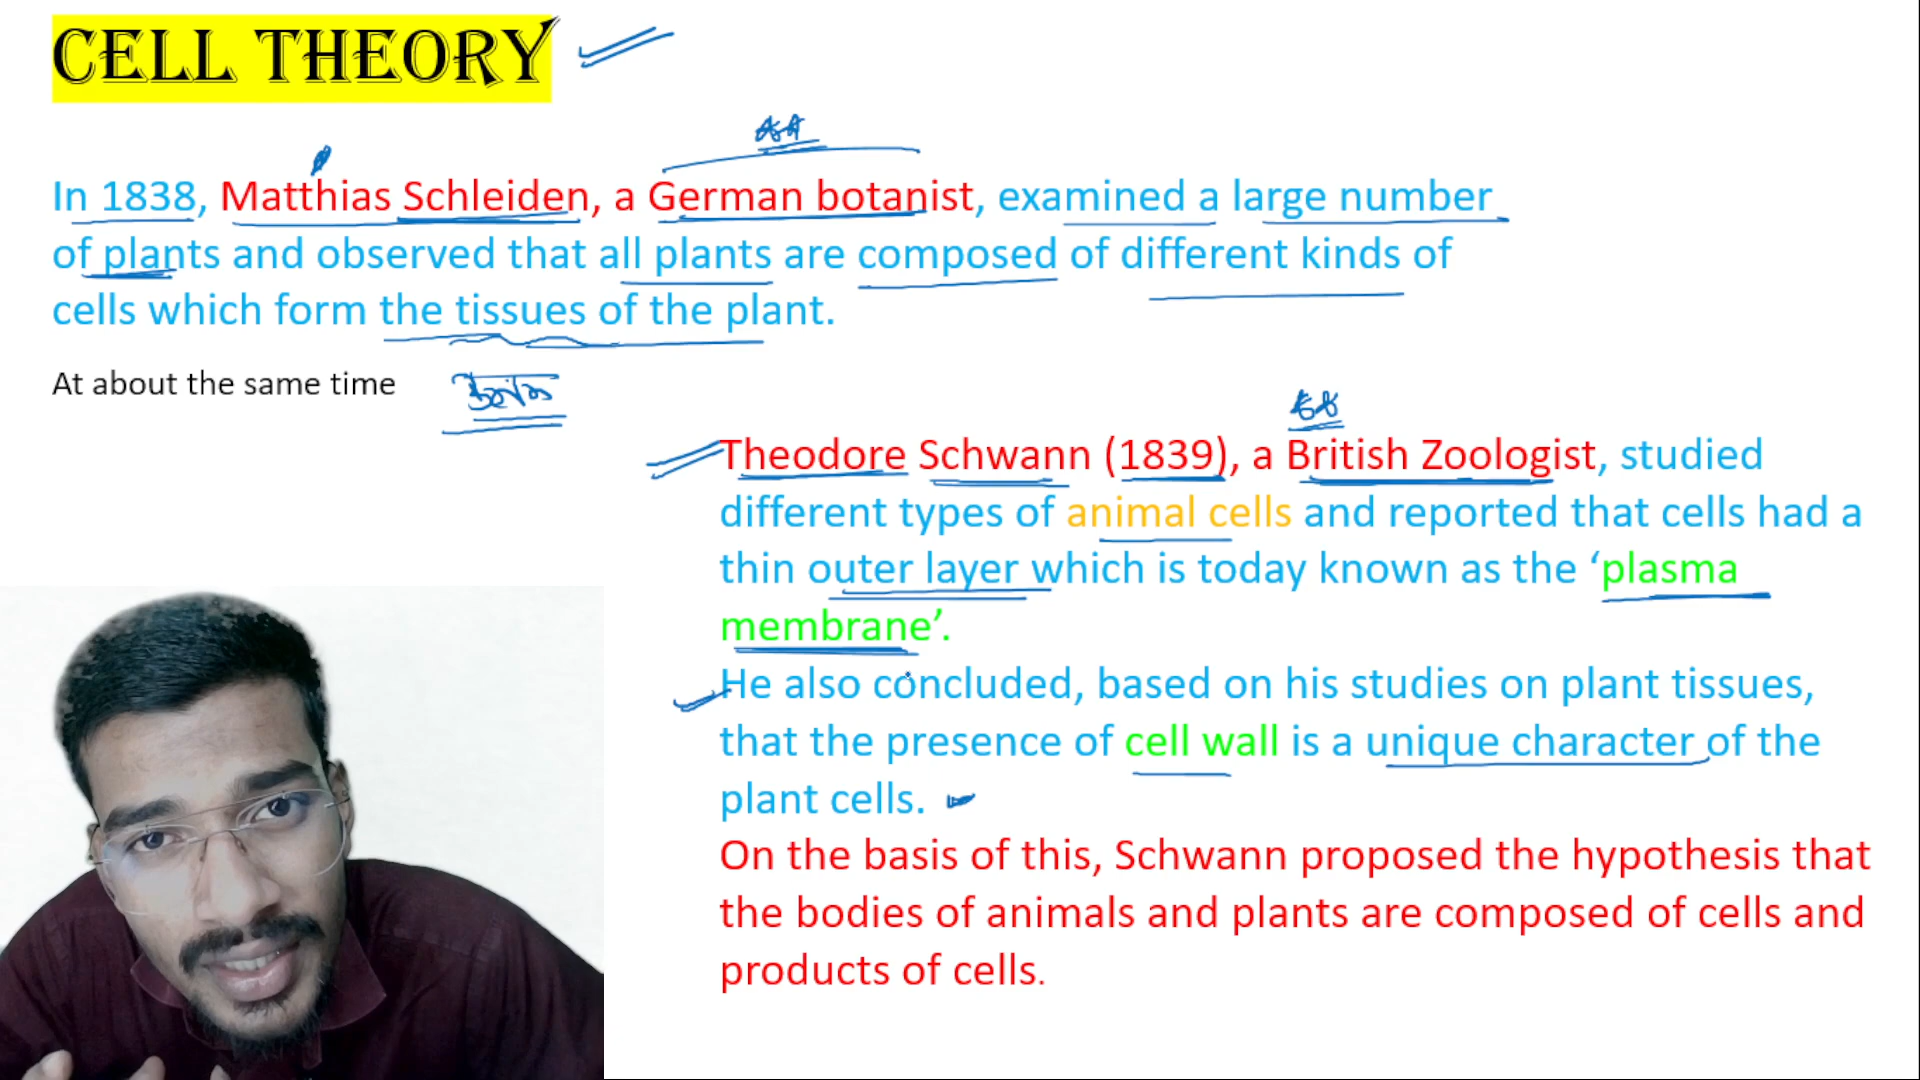 CELL THEORY
In 1838, Matthias Schleiden, a German botanist, examined a large number
of plants and observed that all plants are composed of different kinds of
cells which form the tissues of the plant.
At about the same time
Theodore Schwann (1839), a British Zoologist, studied
different types of animal cells and reported that cells had a
thin outer layer which is today known as the ‘plasma
membrane’.
He also concluded, based on his studies on plant tissues,
that the presence of cell wall is a unique character of the
plant cells.
On the basis of this, Schwann proposed the hypothesis that
the bodies of animals and plants are composed of cells and
products of cells.